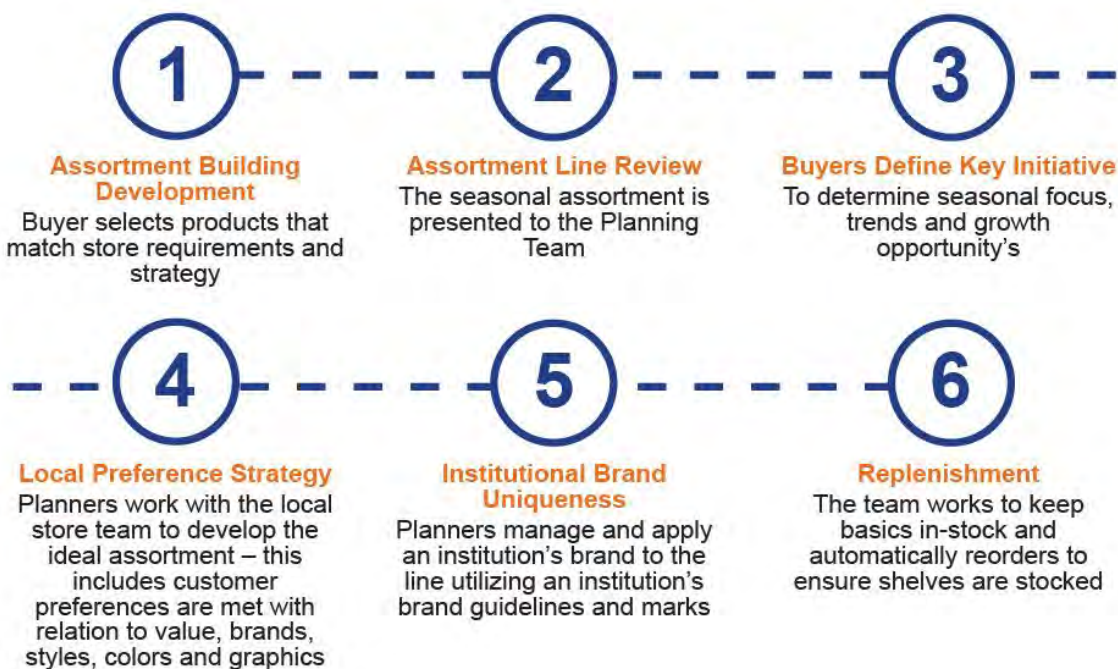 1
Assortment Building
Development
Buyer selects products that
match store requirements and
strategy
2
Assortment Line Review
The seasonal assortment is
presented to the Planning
Team
3
Buyers Define Key Initiative
To determine seasonal focus,
trends and growth
opportunity's
4
Local Preference Strategy
Planners work with the local
store team to develop the
ideal assortment – this
includes customer
preferences are met with
relation to value, brands,
styles, colors and graphics
5
Institutional Brand
Uniqueness
Planners manage and apply
an institution's brand to the
line utilizing an institution's
brand guidelines and marks
6
Replenishment
The team works to keep
basics in-stock and
automatically reorders to
ensure shelves are stocked